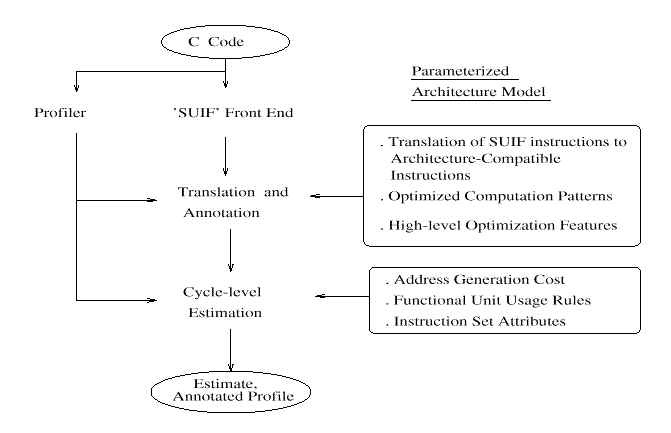 C Code
Parameterized
Architecture Model
Profiler
'SUIF' Front End
. Translation of SUIF instructions to
Architecture-Compatible
Instructions
. Optimized Computation Patterns
. High-level Optimization Features
Translation and
Annotation
. Address Generation Cost
. Functional Unit Usage Rules
. Instruction Set Attributes
Cycle-level
Estimation
Estimate,
Annotated Profile